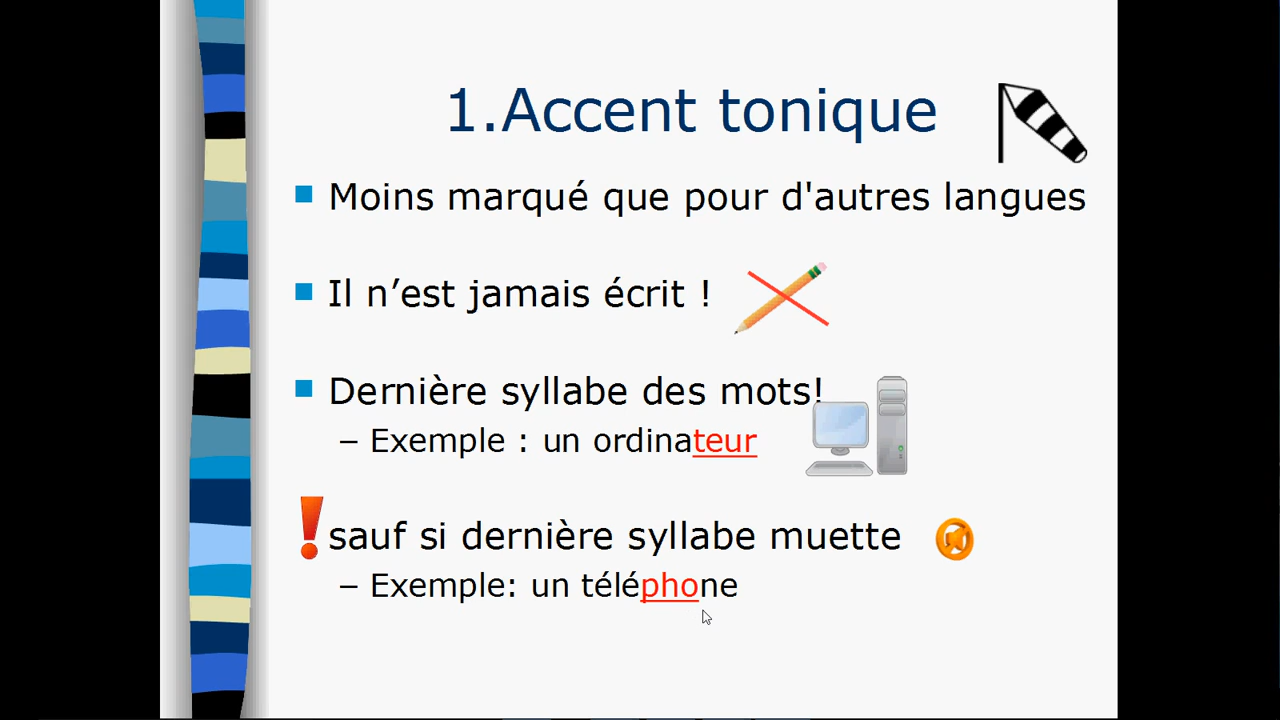 1.Accent tonique
Moins marqué que pour d'autres langues
Il n’est jamais écrit !
Dernière syllabe des mots!
– Exemple : un ordinateur
sauf si dernière syllabe muette
– Exemple: un téléphone